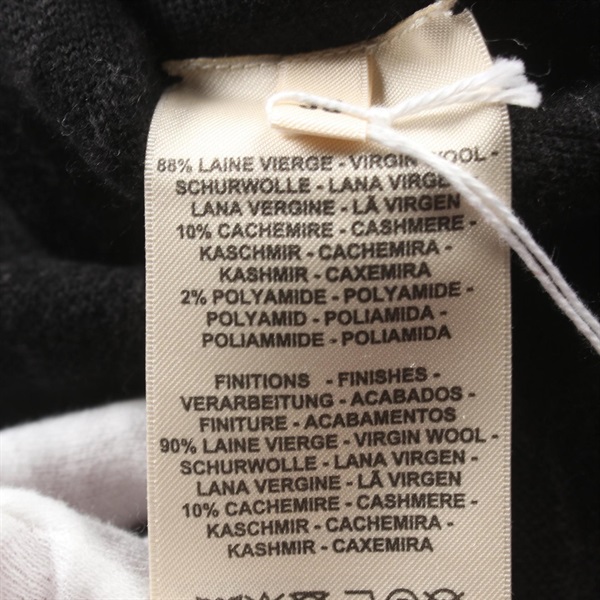 88% LAINE VIERGE - VIRGIN WOOL -
SCHURWOLLE - LANA VIRGEN
LANA VERGINE - LÃ VIRGEN
10% CACHEMIRE - CASHMERE -
KASCHMIR - CACHEMIRA -
KASHMIR - CAXEMIRA
2% POLYAMIDE - POLYAMIDE -
POLYAMID - POLIAMIDA -
POLIAMMIDE - POLIAMIDA
FINITIONS - FINISHES -
VERARBEITUNG - ACABADOS -
FINITURE - ACABAMENTOS
90% LAINE VIERGE - VIRGIN WOOL -
SCHURWOLLE - LANA VIRGEN -
LANA VERGINE - LÃ VIRGEN
10% CACHEMIRE - CASHMERE -
KASCHMIR - CACHEMIRA -
KASHMIR - CAXEMIRA